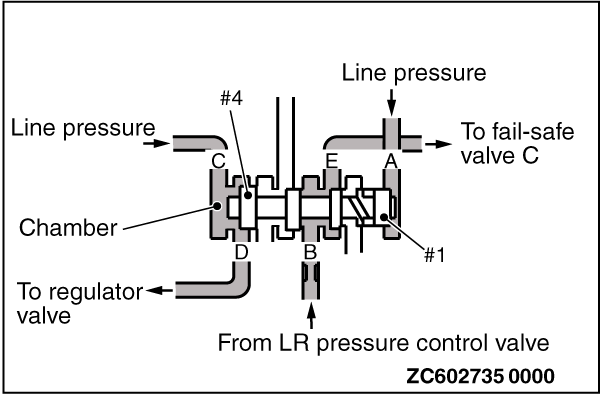 Line pressure
#4
Line pressure
To fail-safe
valve C
C
E
A
Chamber
#1
D
B
To regulator
valve
From LR pressure control valve
ZC602735 0000